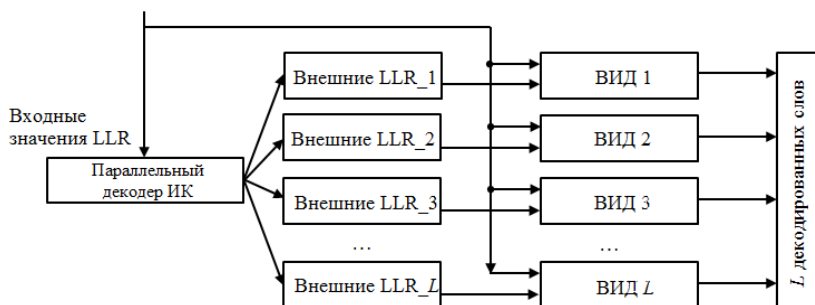 Внешние LLR_1
ВИД 1
Входные
значения LLR
Внешние LLR_2
ВИД 2
Параллельный
декодер ИК
Внешние LLR_3
ВИД 3
...
...
Внешние LLR_L
ВИД L
L декодированных слов